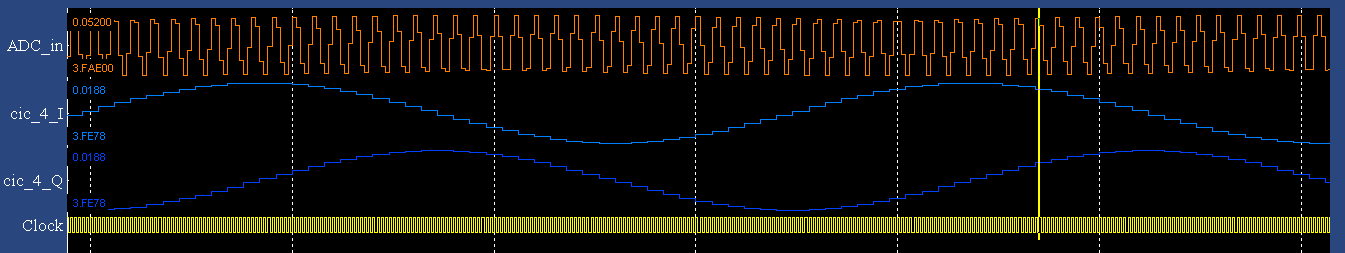 0.05200
ADC_in
3.FAE00
0.0188
cic_4_I
3.FE78
0.0188
cic_4_Q
3.FE78
Clock